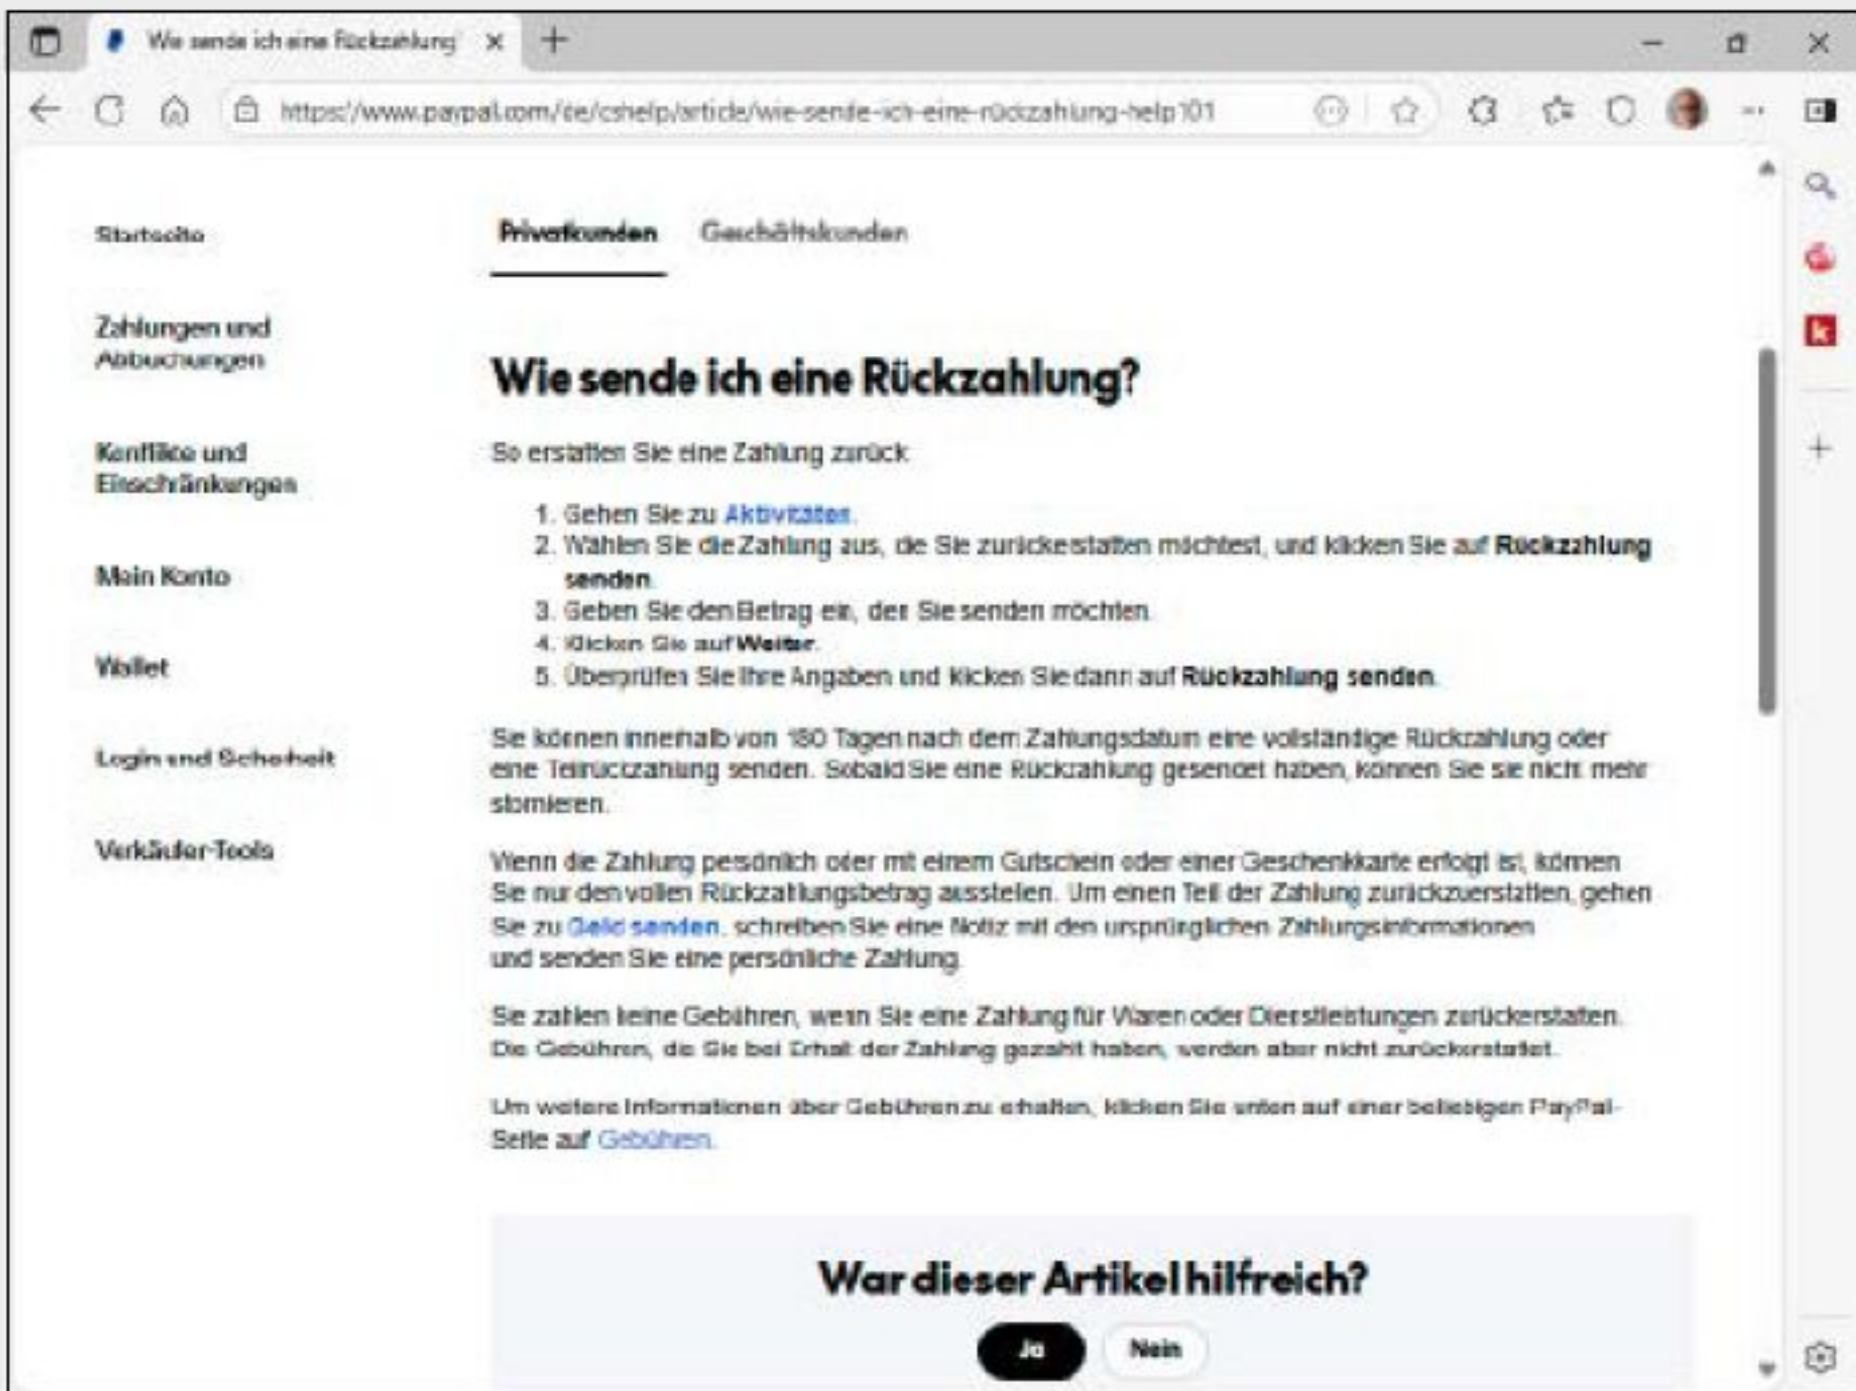 Wie sende ich eine Rückzahlung
https://www.paypal.com/de/cshelp/article/wie-sende-ich-eine-rückzahlung-help101
Startseite
Zahlungen und
Abbuchungen
Konflikte und
Einschränkungen
Mein Konto
Wallet
Login und Sicherheit
Verkäufer-Tools
Privatkunden Geschäftskunden
Wie sende ich eine Rückzahlung?
So erstatten Sie eine Zahlung zurück
1. Gehen Sie zu Aktivitäten.
2. Wählen Sie die Zahlung aus, die Sie zurückerstatten möchtest, und klicken Sie auf Rückzahlung
senden.
3. Geben Sie den Betrag ein, den Sie senden möchten.
4. Klicken Sie auf Weiter.
5. Überprüfen Sie Ihre Angaben und klicken Sie dann auf Rückzahlung senden.
Sie können innerhalb von 180 Tagen nach dem Zahlungsdatum eine vollständige Rückzahlung oder
eine Teilrückzahlung senden. Sobald Sie eine Rückzahlung gesendet haben, können Sie sie nicht mehr
stornieren.
Wenn die Zahlung persönlich oder mit einem Gutschein oder einer Geschenkkarte erfolgt ist, können
Sie nur den vollen Rückzahlungsbetrag ausstellen. Um einen Teil der Zahlung zurückzuerstatten, gehen
Sie zu Geld senden, schreiben Sie eine Notiz mit den ursprünglichen Zahlungsinformationen
und senden Sie eine persönliche Zahlung.
Sie zahlen keine Gebühren, wenn Sie eine Zahlung für Waren oder Dienstleistungen zurückerstatten.
Die Gebühren, die Sie bei Erhalt der Zahlung gezahlt haben, werden aber nicht zurückerstattet.
Um weitere Informationen über Gebühren zu erhalten, klicken Sie unten auf einer beliebigen PayPal-
Seite auf Gebühren.
War dieser Artikel hilfreich?
Ja Nein
k